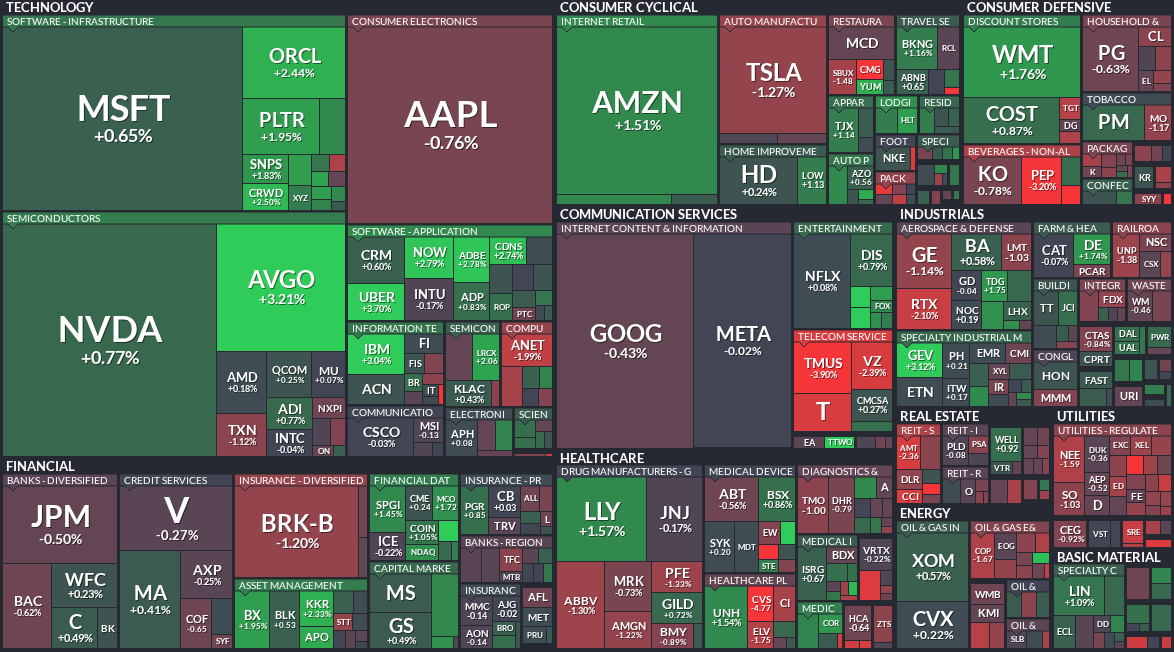 TECHNOLOGY
SOFTWARE - INFRASTRUCTURE
MSFT
+0.65%
ORCL
+2.44%
PLTR
+1.95%
SNPS
+1.83%
CRWD
+2.50%
XYZ
CONSUMER ELECTRONICS
AAPL
-0.76%
SEMICONDUCTORS
NVDA
+0.77%
AVGO
+3.21%
AMD
+0.18%
QCOM
+0.25%
MU
+0.07%
TXN
-1.12%
ADI
+0.77%
NXPI
INTC
-0.04%
ON
SOFTWARE - APPLICATION
CRM
+0.60%
NOW
+2.79%
ADBE
+2.78%
CDNS
+2.74%
UBER
+3.70%
INTU
-0.17%
ADP
+0.83%
ROP
PTC
INFORMATION TE
IBM
+3.04%
FI
FIS
ACN
BR
IT
SEMICON
LRCX
+2.06
KLAC
+0.43%
COMPU
ANET
-1.99%
COMMUNICATIO
CSCO
-0.03%
MSI
-0.13
ELECTRONI
APH
+0.08
SCIEN
CONSUMER CYCLICAL
INTERNET RETAIL
AMZN
+1.51%
AUTO MANUFACTU
TSLA
-1.27%
RESTAURA
MCD
SBUX
-1.48
CMG
YUM
TRAVEL SE
BKNG
+1.16%
RCL
ABNB
+0.65
HOME IMPROVEME
HD
+0.24%
LOW
+1.13
APPAR
TJX
+1.14
LODGI
HLT
RESID
AUTO P
AZO
+0.56
FOOT
NKE
SPECI
PACK
CONSUMER DEFENSIVE
DISCOUNT STORES
WMT
+1.76%
COST
+0.87%
TGT
DG
HOUSEHOLD &
PG
-0.63%
CL
EL
TOBACCO
PM
MO
-1.17
BEVERAGES - NON-AL
KO
-0.78%
PEP
-3.20%
PACKAG
K
KR
CONFEC
SYY
COMMUNICATION SERVICES
INTERNET CONTENT & INFORMATION
GOOG
-0.43%
META
-0.02%
ENTERTAINMENT
NFLX
+0.08%
DIS
+0.79%
FOX
TELECOM SERVICE
TMUS
-3.90%
VZ
-2.39%
T
CMCSA
+0.27%
EA
TTWO
INDUSTRIALS
AEROSPACE & DEFENSE
GE
-1.14%
BA
+0.58%
LMT
-1.03
RTX
-2.10%
GD
-0.04
TDG
+1.75
NOC
+0.19
LHX
FARM & HEA
CAT
-0.07%
DE
+1.74%
PCAR
RAILROA
UNP
-1.38
NSC
CSX
BUILDI
TT
JCI
INTEGR
FDX
WASTE
WM
-0.46
SPECIALTY INDUSTRIAL M
GEV
+3.12%
PH
+0.21
EMR
CMI
ETN
ITW
+0.17
XYL
IR
CTAS
-0.84%
CPRT
DAL
UAL
PWR
CONGL
HON
MMM
FAST
URI
FINANCIAL
BANKS - DIVERSIFIED
JPM
-0.50%
BAC
-0.62%
WFC
+0.23%
C
+0.49%
BK
CREDIT SERVICES
V
-0.27%
MA
+0.41%
AXP
-0.25%
COF
-0.65
SYF
INSURANCE - DIVERSIFIED
BRK-B
-1.20%
ASSET MANAGEMENT
BX
+1.95%
BLK
+0.53
KKR
+2.33%
APO
STT
FINANCIAL DAT
SPGI
+1.45%
CME
+0.24
MCO
+1.72
ICE
-0.22%
COIN
+1.05%
NDAQ
CAPITAL MARKE
MS
GS
+0.49%
INSURANCE - PR
PGR
+0.85
CB
+0.03
ALL
TRV
L
BANKS - REGION
TFC
MTB
INSURANC
MMC
-0.14
AJG
-0.02
AON
-0.14
BRO
AFL
MET
PRU
HEALTHCARE
DRUG MANUFACTURERS - G
LLY
+1.57%
JNJ
-0.17%
ABBV
-1.30%
MRK
-0.73%
PFE
-1.33%
AMGN
-1.22%
GILD
+0.72%
BMY
-0.89%
MEDICAL DEVICE
ABT
-0.56%
BSX
+0.86%
SYK
+0.20
MDT
EW
STE
HEALTHCARE PL
UNH
+1.54%
CVS
-4.77
CI
ELV
-1.75
DIAGNOSTICS &
TMO
-1.00
DHR
-0.79
A
MEDICAL I
ISRG
+0.67
BDX
VRTX
-0.22%
MEDIC
COR
HCA
-0.64
ZTS
REAL ESTATE
REIT - S
AMT
-2.36
DLR
CCI
REIT - I
PLD
-0.08
PSA
WELL
+0.92
VTR
REIT - R
O
UTILITIES
UTILITIES - REGULATED
NEE
-1.59
DUK
-0.36
EXC
XEL
SO
-1.03
AEP
-0.52
ED
FE
D
CEG
-0.92%
VST
SRE
ENERGY
OIL & GAS IN
XOM
+0.57%
CVX
+0.22%
OIL & GAS E&
COP
-1.67
EOG
WMB
KMI
OIL &
OIL &
SLB
BASIC MATERIAL
SPECIALTY C
LIN
+1.09%
ECL
DD